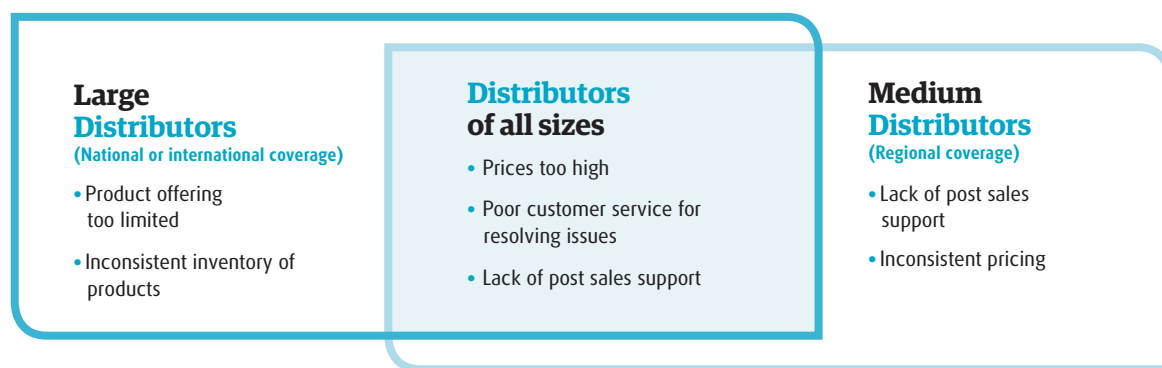 Large
Distributors
(National or international coverage)
• Product offering
too limited
• Inconsistent inventory of
products
Distributors
of all sizes
• Prices too high
• Poor customer service for
resolving issues
• Lack of post sales support
Medium
Distributors
(Regional coverage)
• Lack of post sales
support
• Inconsistent pricing